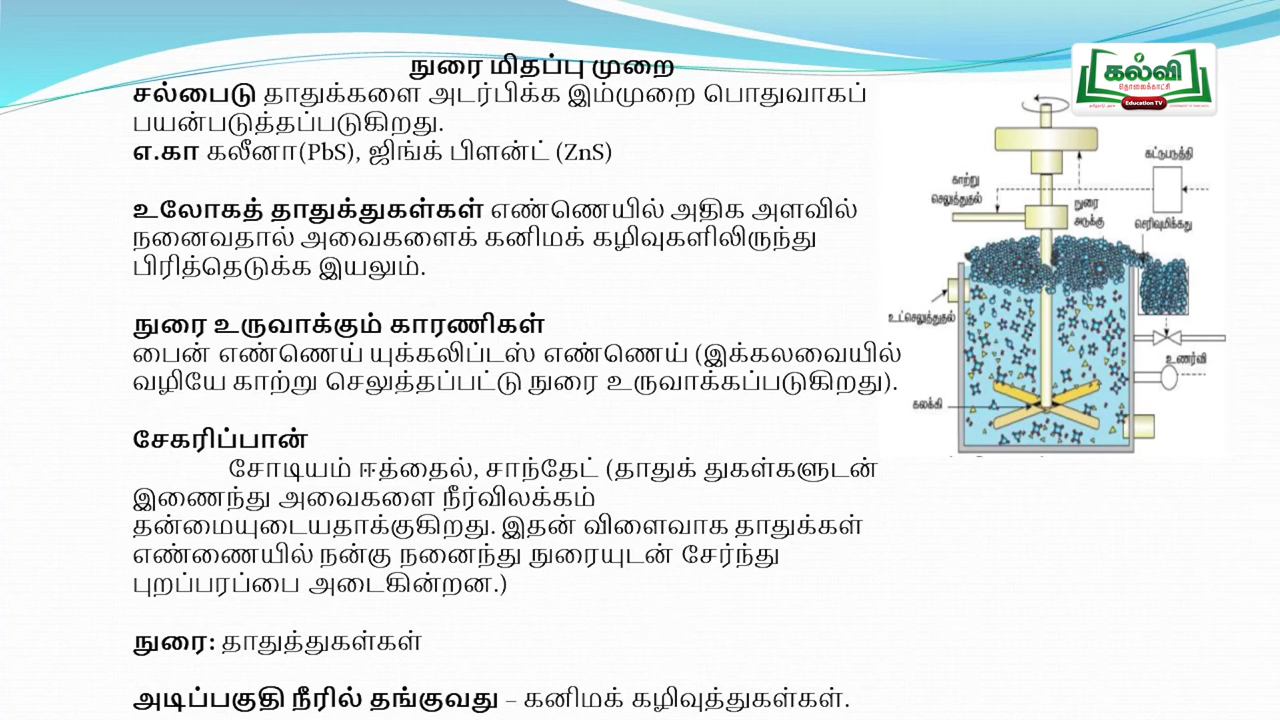 நுரை மிதப்பு முறை
சல்பைடு தாதுக்களை அடர்பிக்க இம்முறை பொதுவாகப்
பயன்படுத்தப்படுகிறது.
எ.கா கலீனா(PbS), ஜிங்க் பிளன்ட் (ZnS)
உலோகத் தாதுக்துகள்கள் எண்ணெயில் அதிக அளவில்
நனைவதால் அவைகளைக் கனிமக் கழிவுகளிலிருந்து
பிரித்தெடுக்க இயலும்.
நுரை உருவாக்கும் காரணிகள்
பைன் எண்ணெய் யுக்கலிப்டஸ் எண்ணெய் (இக்கலவையில்
வழியே காற்று செலுத்தப்பட்டு நுரை உருவாக்கப்படுகிறது).
சேகரிப்பான்
சோடியம் ஈத்தைல், சாந்தேட் (தாதுக் துகள்களுடன்
இணைந்து அவைகளை நீர்விலக்கம்
தன்மையுடையதாக்குகிறது. இதன் விளைவாக தாதுக்கள்
எண்ணையில் நன்கு நனைந்து நுரையுடன் சேர்ந்து
புறப்பரப்பை அடைகின்றன.)
நுரை: தாதுத்துகள்கள்
அடிப்பகுதி நீரில் தங்குவது – கனிமக் கழிவுத்துகள்கள்.
கல்வி
தொலைக்காட்சி
Education TV
கட்டுபடுத்தி
காற்று
செலுத்துதல்
நுரை
அடுக்கு
செரிவுமிக்கது
உட்செலுத்துதல்
உணர்வி
கலக்கி